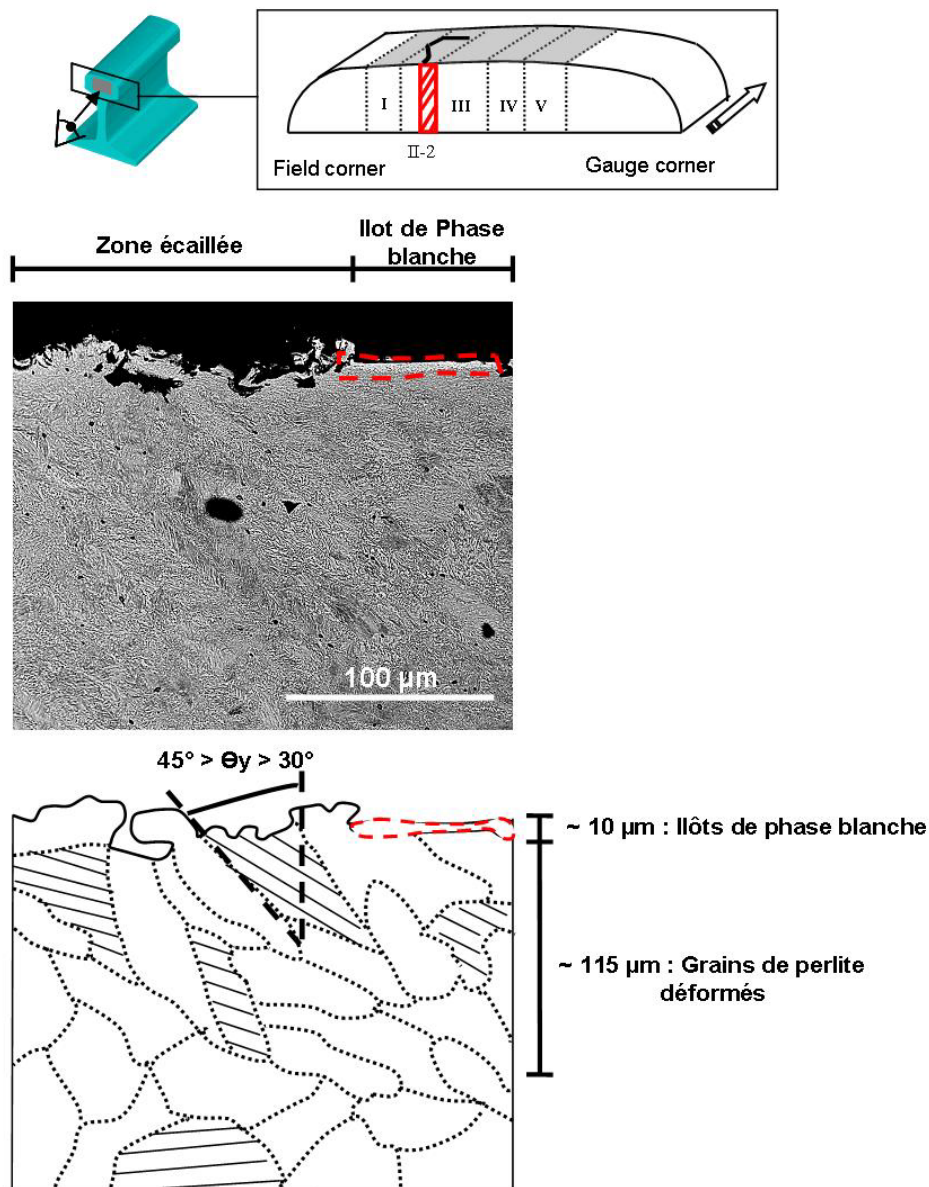 I
III
IV
V
II-2
Field corner
Gauge corner
Zone écaillée
Ilot de Phase
blanche
100 µm
45° > Θy > 30°
~ 10 µm : Ilôts de phase blanche
~ 115 µm : Grains de perlite
déformés